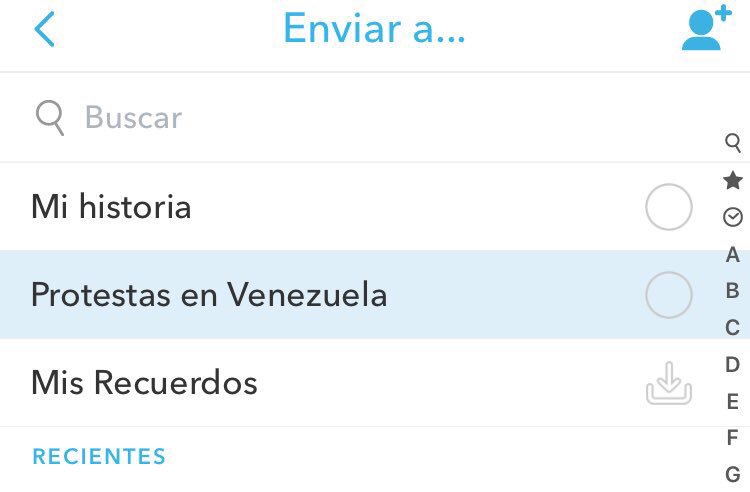 Enviar a...
Buscar
Mi historia
Protestas en Venezuela
Mis Recuerdos
RECIENTES
A
B
C
D
E
F
G